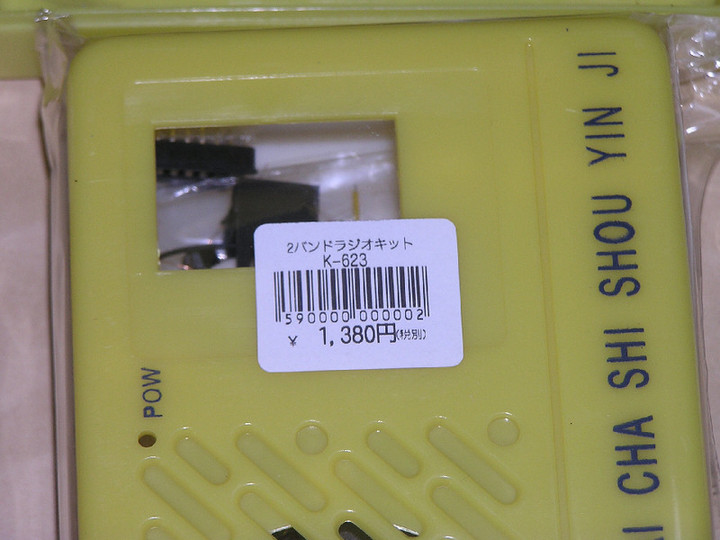 2バンドラジオキット
K-623
590000 000002
¥ 1,380円(税別)
POW
CHA SHI SHOU YIN JI